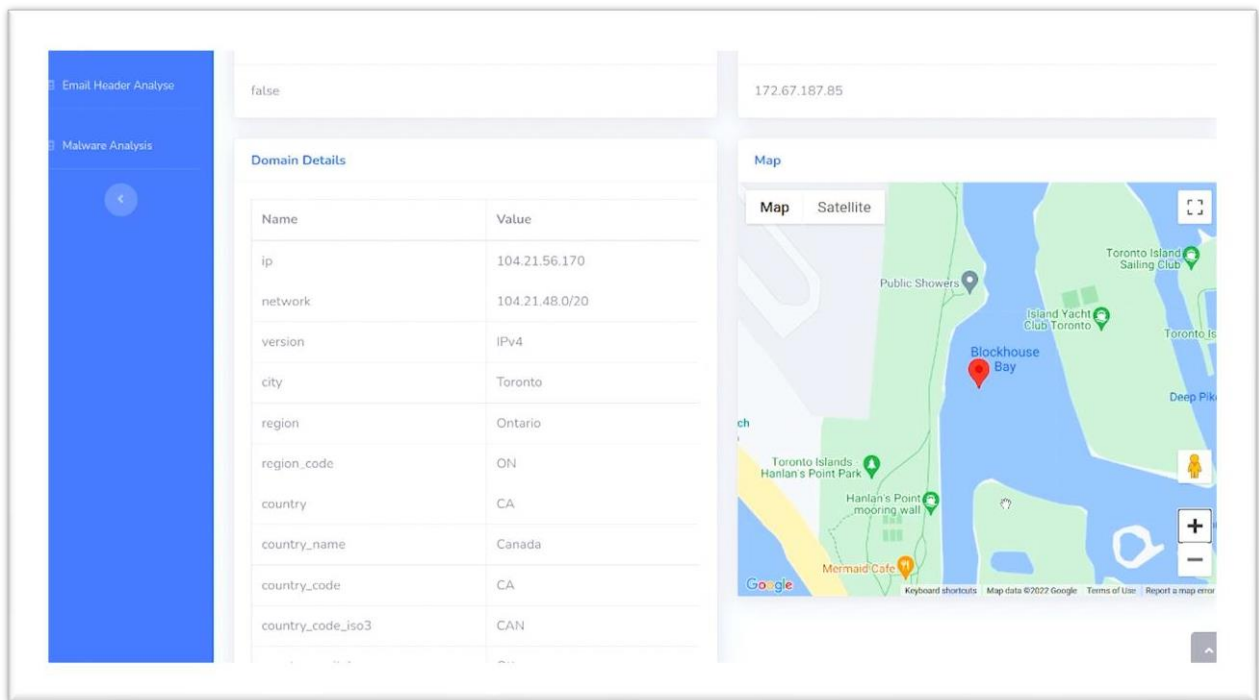 Email Header Analyse
Malware Analysis
false
172.67.187.85
Domain Details
Name Value
ip 104.21.56.170
network 104.21.48.0/20
version IPv4
city Toronto
region Ontario
region_code ON
country CA
country_name Canada
country_code CA
country_code_iso3 CAN
Map
Map Satellite
Toronto Island
Sailing Club
Public Showers
Island Yacht
Club Toronto
Toronto Is
Blockhouse
Bay
Deep Pik
ch
Toronto Islands
Hanlan's Point Park
Hanlan's Point
mooring wall
Mermaid Cafe
Google
Keyboard shortcuts Map data ©2022 Google Terms of Use Report a map error